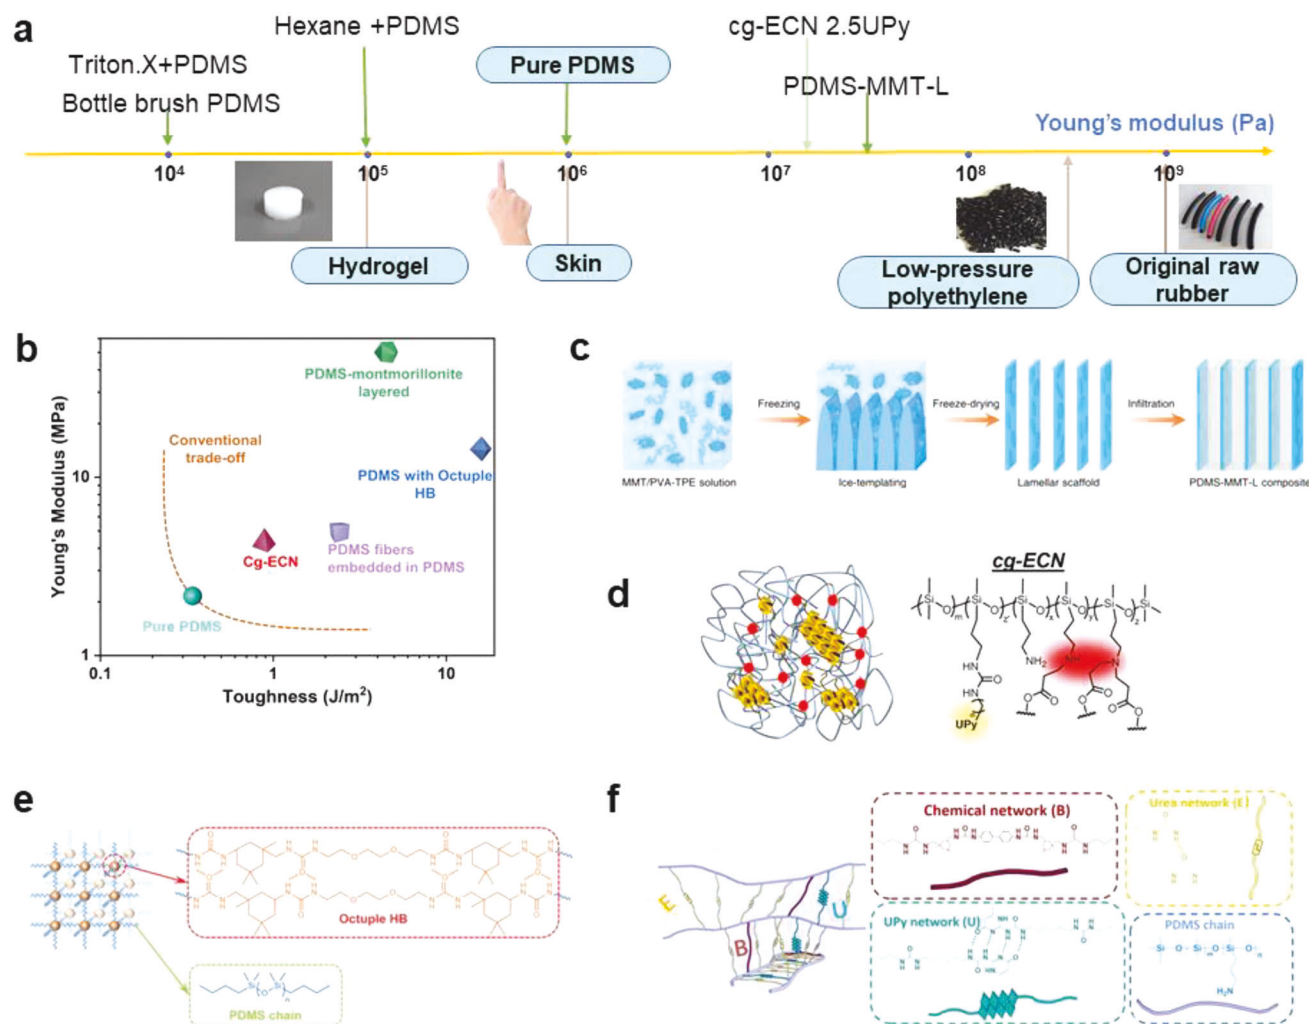 a
Hexane +PDMS
cg-ECN 2.5UPy
Triton.X+PDMS
Bottle brush PDMS
Pure PDMS
PDMS-MMT-L
Young's modulus (Pa)
10⁴
10⁵
10⁶
10⁷
10⁸
10⁹
Hydrogel
Skin
Low-pressure
polyethylene
Original raw
rubber
b
Young's Modulus (MPa)
10
1
0.1
1
10
Toughness (J/m²)
PDMS-montmorillonite
layered
Conventional
trade-off
PDMS with Octuple
HB
Cg-ECN
PDMS fibers
embedded in PDMS
Pure PDMS
c
Freezing
Freeze-drying
Infiltration
MMT/PVA-TPE solution
Ice-templating
Lamellar scaffold
PDMS-MMT-L composite
d
cg-ECN
UPy
e
Octuple HB
PDMS chain
f
E
B
U
Chemical network (B)
Urea network (E)
UPy network (U)
PDMS chain